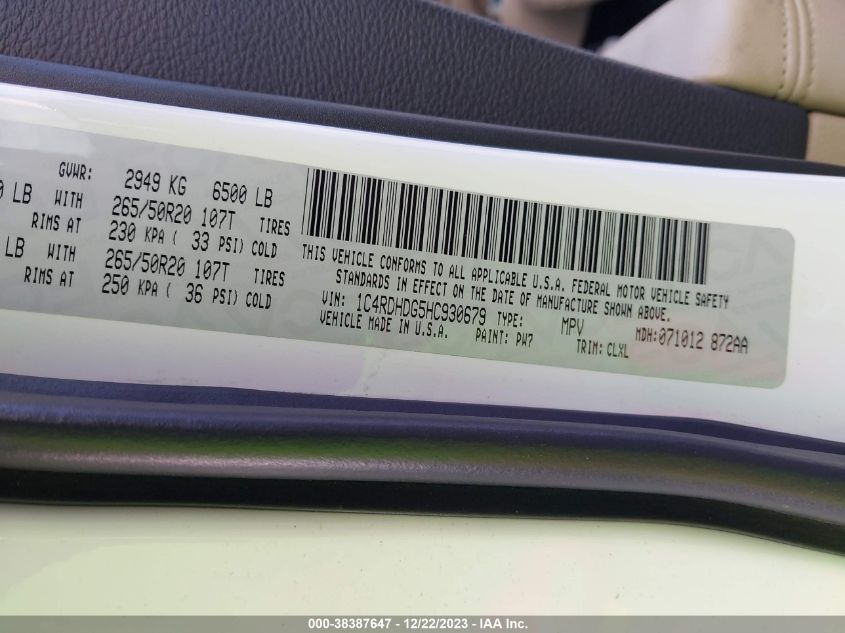 GVWR: 2949 KG 6500 LB
LB WITH 265/50R20 107T TIRES
RIMS AT 230 KPA ( 33 PSI) COLD
LB WITH 265/50R20 107T TIRES
RIMS AT 250 KPA ( 36 PSI) COLD
THIS VEHICLE CONFORMS TO ALL APPLICABLE U.S.A. FEDERAL MOTOR VEHICLE SAFETY
STANDARDS IN EFFECT ON THE DATE OF MANUFACTURE SHOWN ABOVE.
VIN: 1C4RDHDG5HC930679 TYPE: MPV MDH:071012 872AA
VEHICLE MADE IN U.S.A. PAINT: PW7 TRIM: CLXL
000-38387647 - 12/22/2023 - IAA Inc.